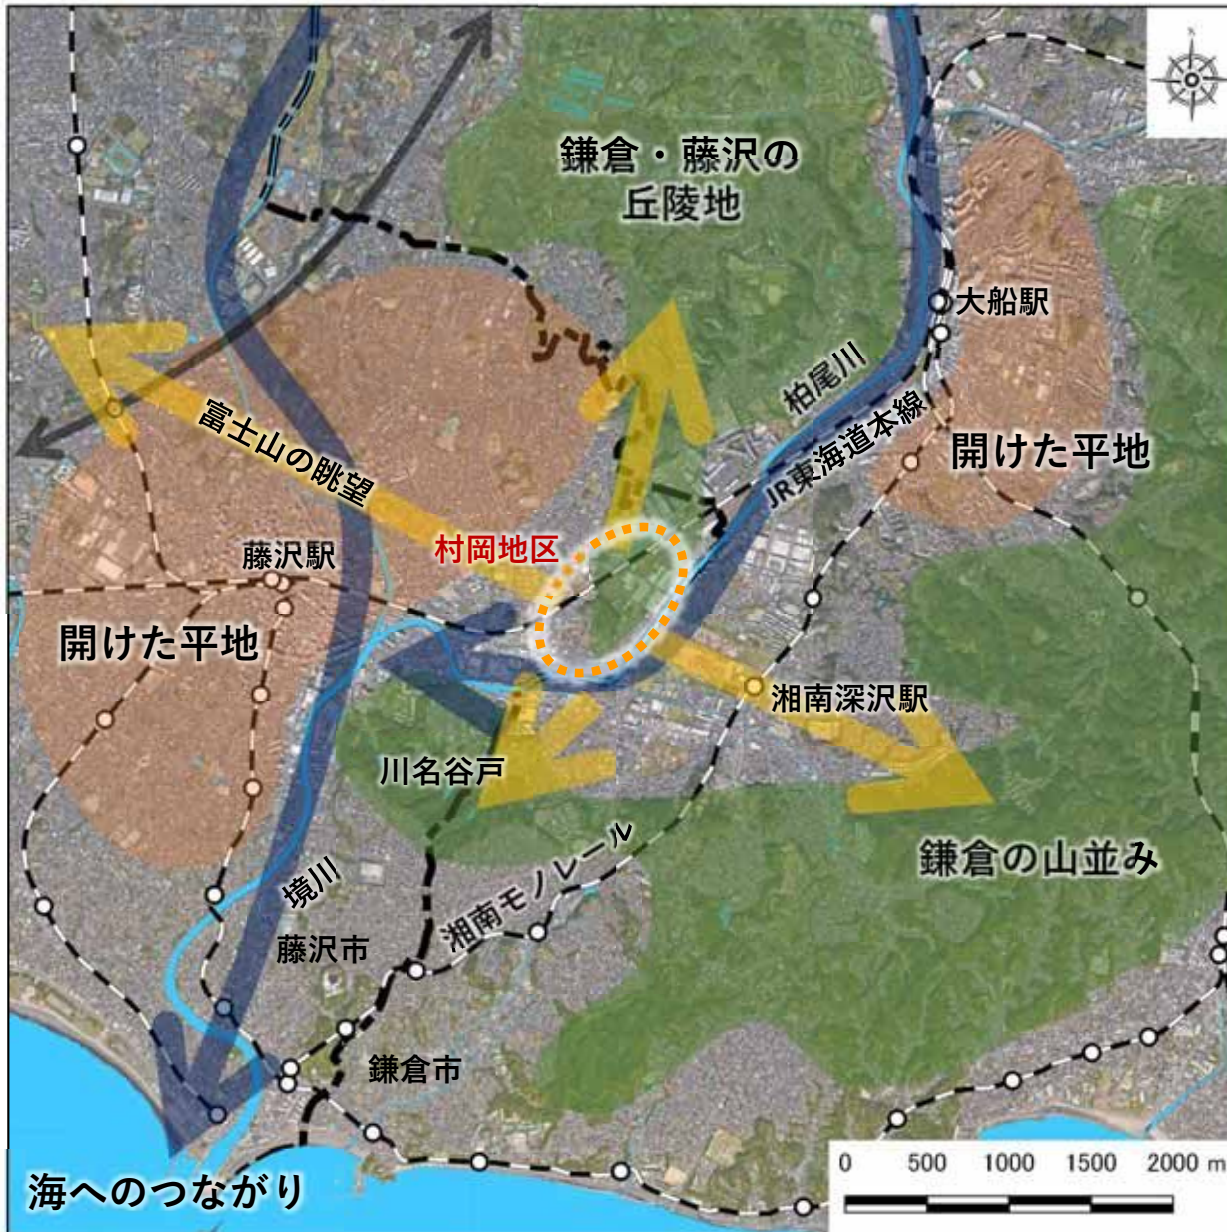 N
鎌倉・藤沢の
丘陵地
大船駅
柏尾川
JR東海道本線
開けた平地
富士山の眺望
村岡地区
藤沢駅
開けた平地
湘南深沢駅
川名谷戸
鎌倉の山並み
湘南モノレール
境川
藤沢市
鎌倉市
海へのつながり
0 500 1000 1500 2000 m